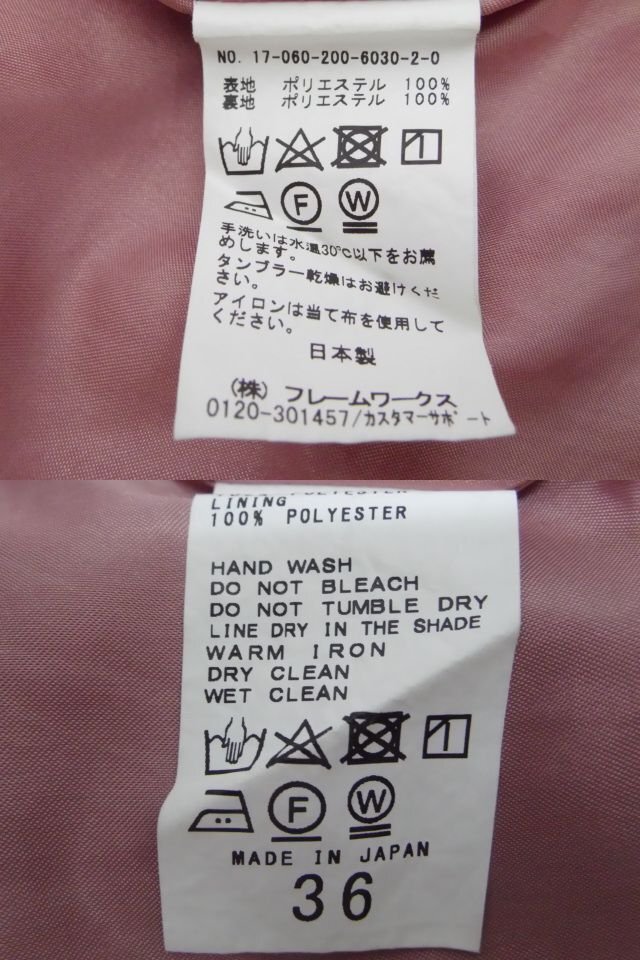 NO. 17-060-200-6030-2-0
表地 ポリエステル 100%
裏地 ポリエステル 100%
F W
手洗いは水温30℃以下をお薦
めします。
タンブラー乾燥はお避けくだ
さい。
アイロンは当て布を使用して
ください。
日本製
(株) フレームワークス
0120-301457/カスタマーサポート
LINING
100% POLYESTER
HAND WASH
DO NOT BLEACH
DO NOT TUMBLE DRY
LINE DRY IN THE SHADE
WARM IRON
DRY CLEAN
WET CLEAN
F W
MADE IN JAPAN
36